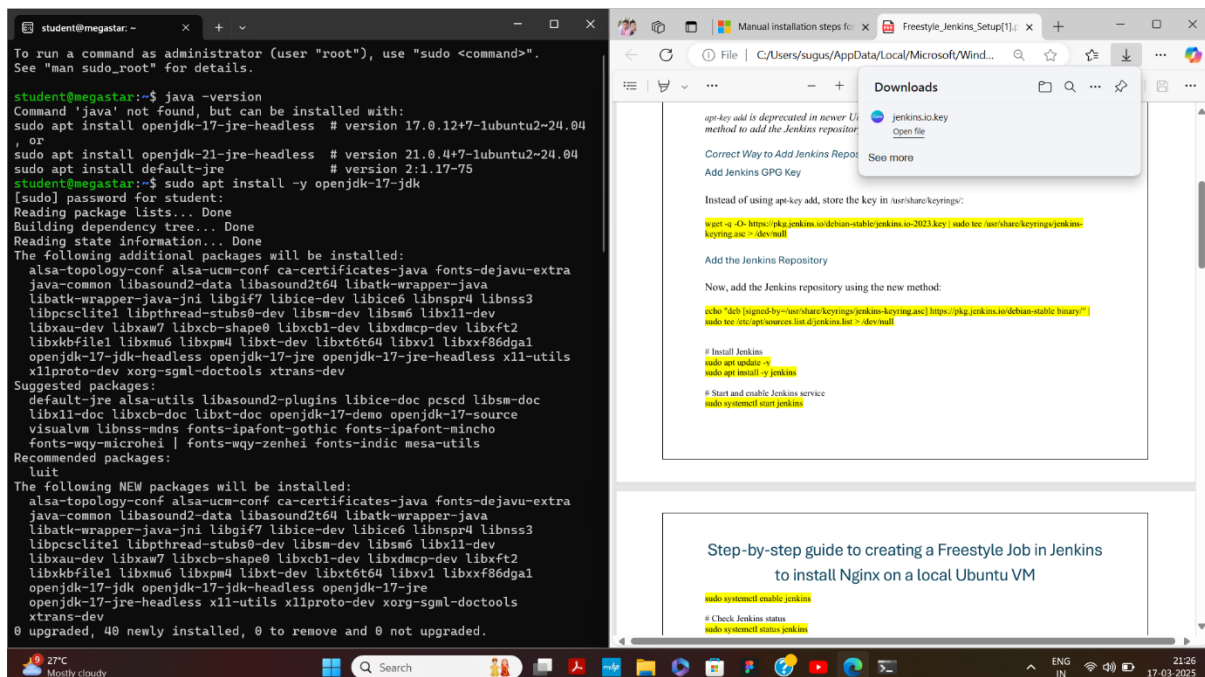 student@megastar: ~
To run a command as administrator (user "root"), use "sudo <command>".
See "man sudo_root" for details.
student@megastar:~$ java -version
Command 'java' not found, but can be installed with:
sudo apt install openjdk-17-jre-headless  # version 17.0.12+7-1ubuntu2~24.04
, or
sudo apt install openjdk-21-jre-headless  # version 21.0.4+7-1ubuntu2~24.04
sudo apt install default-jre              # version 2:1.17-75
student@megastar:~$ sudo apt install -y openjdk-17-jdk
[sudo] password for student:
Reading package lists... Done
Building dependency tree... Done
Reading state information... Done
The following additional packages will be installed:
  alsa-topology-conf alsa-ucm-conf ca-certificates-java fonts-dejavu-extra
  java-common libasound2-data libasound2t64 libatk-wrapper-java
  libatk-wrapper-java-jni libgif7 libice-dev libice6 libnspr4 libnss3
  libpcsclite1 libpthread-stubs0-dev libsm-dev libsm6 libx11-dev
  libxau-dev libxaw7 libxcb-shape0 libxcb1-dev libxdmcp-dev libxft2
  libxkbfile1 libxmu6 libxpm4 libxt-dev libxt6t64 libxv1 libxxf86dga1
  openjdk-17-jdk-headless openjdk-17-jre openjdk-17-jre-headless x11-utils
  x11proto-dev xorg-sgml-doctools xtrans-dev
Suggested packages:
  default-jre alsa-utils libasound2-plugins libice-doc pcscd libsm-doc
  libx11-doc libxcb-doc libxt-doc openjdk-17-demo openjdk-17-source
  visualvm libnss-mdns fonts-ipafont-gothic fonts-ipafont-mincho
  fonts-wqy-microhei | fonts-wqy-zenhei fonts-indic mesa-utils
Recommended packages:
  luit
The following NEW packages will be installed:
  alsa-topology-conf alsa-ucm-conf ca-certificates-java fonts-dejavu-extra
  java-common libasound2-data libasound2t64 libatk-wrapper-java
  libatk-wrapper-java-jni libgif7 libice-dev libice6 libnspr4 libnss3
  libpcsclite1 libpthread-stubs0-dev libsm-dev libsm6 libx11-dev
  libxau-dev libxaw7 libxcb-shape0 libxcb1-dev libxdmcp-dev libxft2
  libxkbfile1 libxmu6 libxpm4 libxt-dev libxt6t64 libxv1 libxxf86dga1
  openjdk-17-jdk openjdk-17-jdk-headless openjdk-17-jre
  openjdk-17-jre-headless x11-utils x11proto-dev xorg-sgml-doctools
  xtrans-dev
0 upgraded, 40 newly installed, 0 to remove and 0 not upgraded.
Manual installation steps fo
Freestyle_Jenkins_Setup[1].p
File
C:/Users/sugus/AppData/Local/Microsoft/Wind...
Downloads
jenkins.io.key
Open file
See more
apt-key add is deprecated in newer U
method to add the Jenkins repository
Correct Way to Add Jenkins Repos
Add Jenkins GPG Key
Instead of using apt-key add, store the key in /usr/share/keyrings/:
wget -q -O- https://pkg.jenkins.io/debian-stable/jenkins.io-2023.key | sudo tee /usr/share/keyrings/jenkins-
keyring.asc > /dev/null
Add the Jenkins Repository
Now, add the Jenkins repository using the new method:
echo "deb [signed-by=/usr/share/keyrings/jenkins-keyring.asc] https://pkg.jenkins.io/debian-stable binary/" |
sudo tee /etc/apt/sources.list.d/jenkins.list > /dev/null
# Install Jenkins
sudo apt update -y
sudo apt install -y jenkins
# Start and enable Jenkins service
sudo systemctl start jenkins
Step-by-step guide to creating a Freestyle Job in Jenkins
to install Nginx on a local Ubuntu VM
sudo systemctl enable jenkins
# Check Jenkins status
sudo systemctl status jenkins
9
27°C
Mostly cloudy
Search
ENG
IN
21:26
17-03-2025